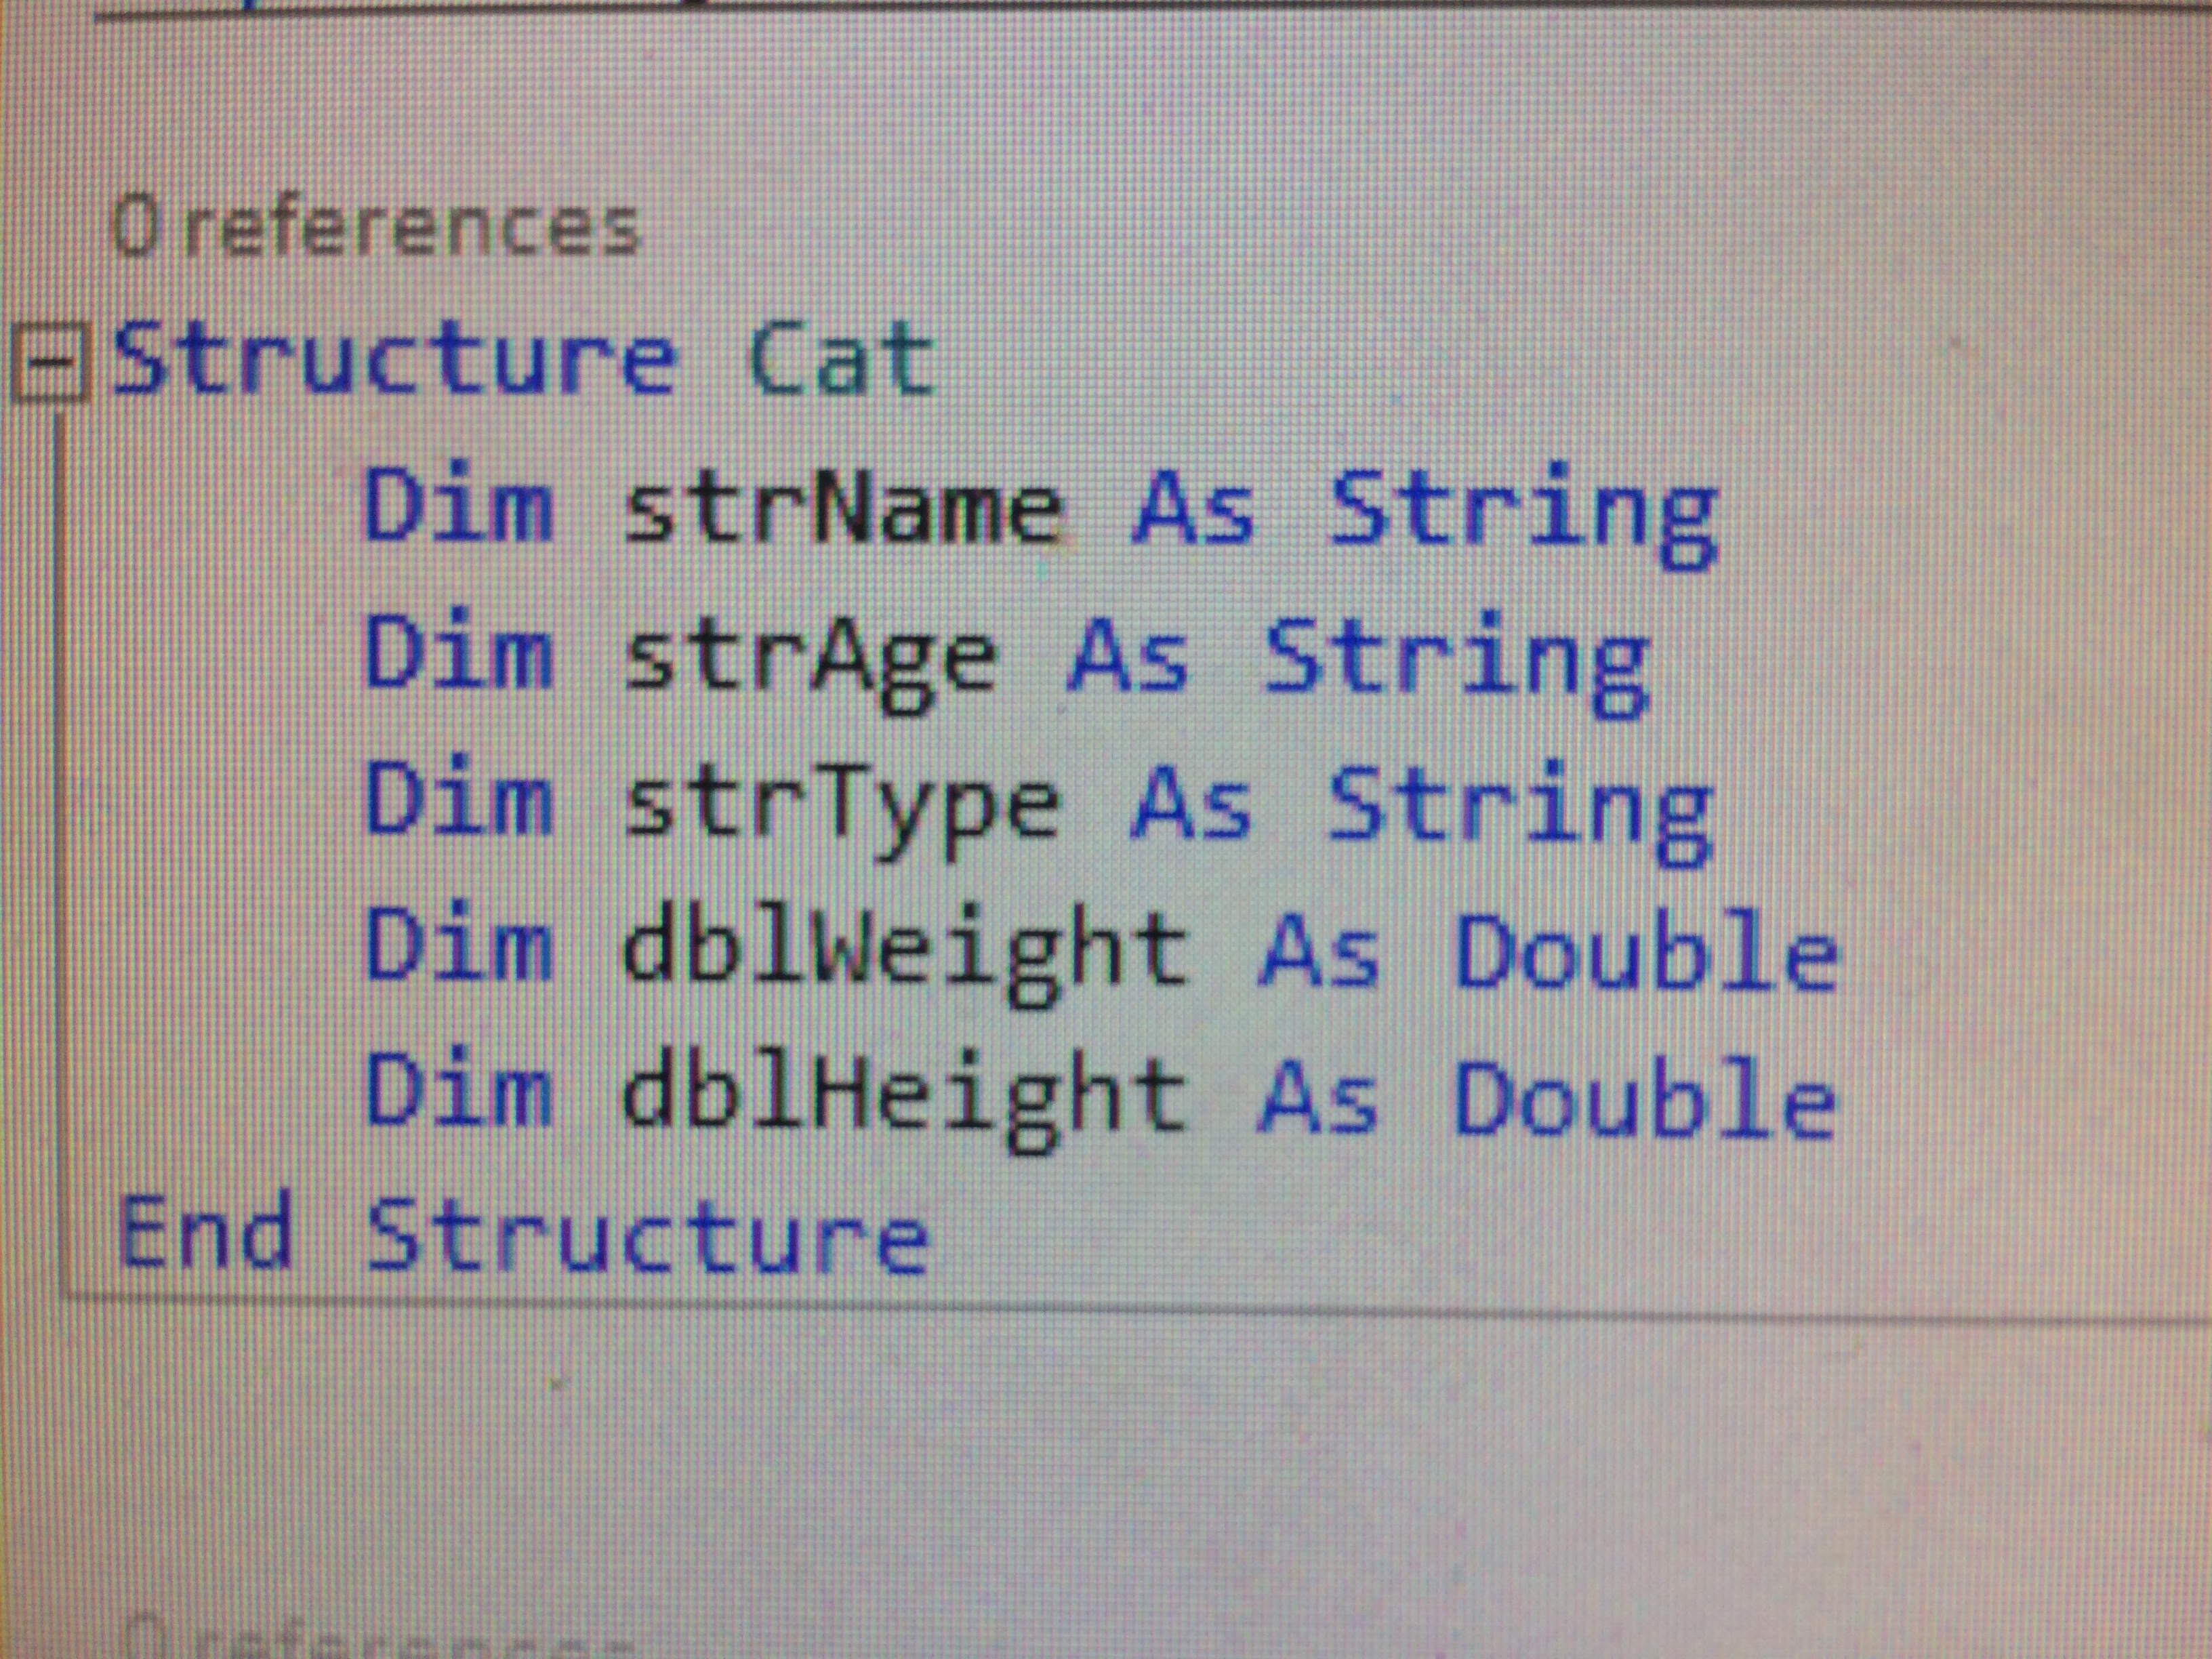 0 references
Structure Cat
Dim strName As String
Dim strAge As String
Dim strType As String
Dim dblWeight As Double
Dim dblHeight As Double
End Structure
0 references